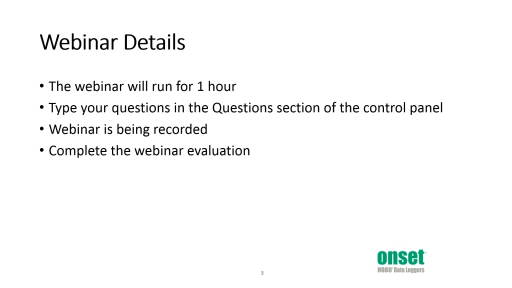 Webinar Details
• The webinar will run for 1 hour
• Type your questions in the Questions section of the control panel
• Webinar is being recorded
• Complete the webinar evaluation
onset
HOBO® Data Loggers
3